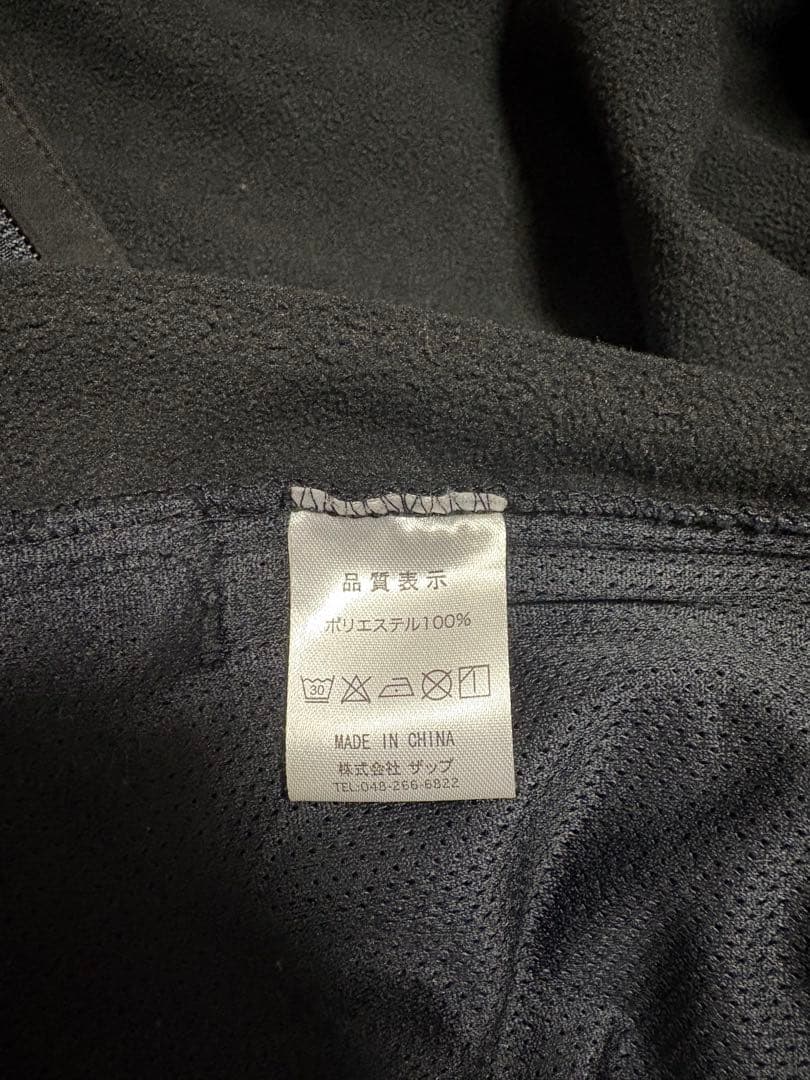 品質表示
ポリエステル100%
30
MADE IN CHINA
株式会社 ザップ
TEL:048-266-6822